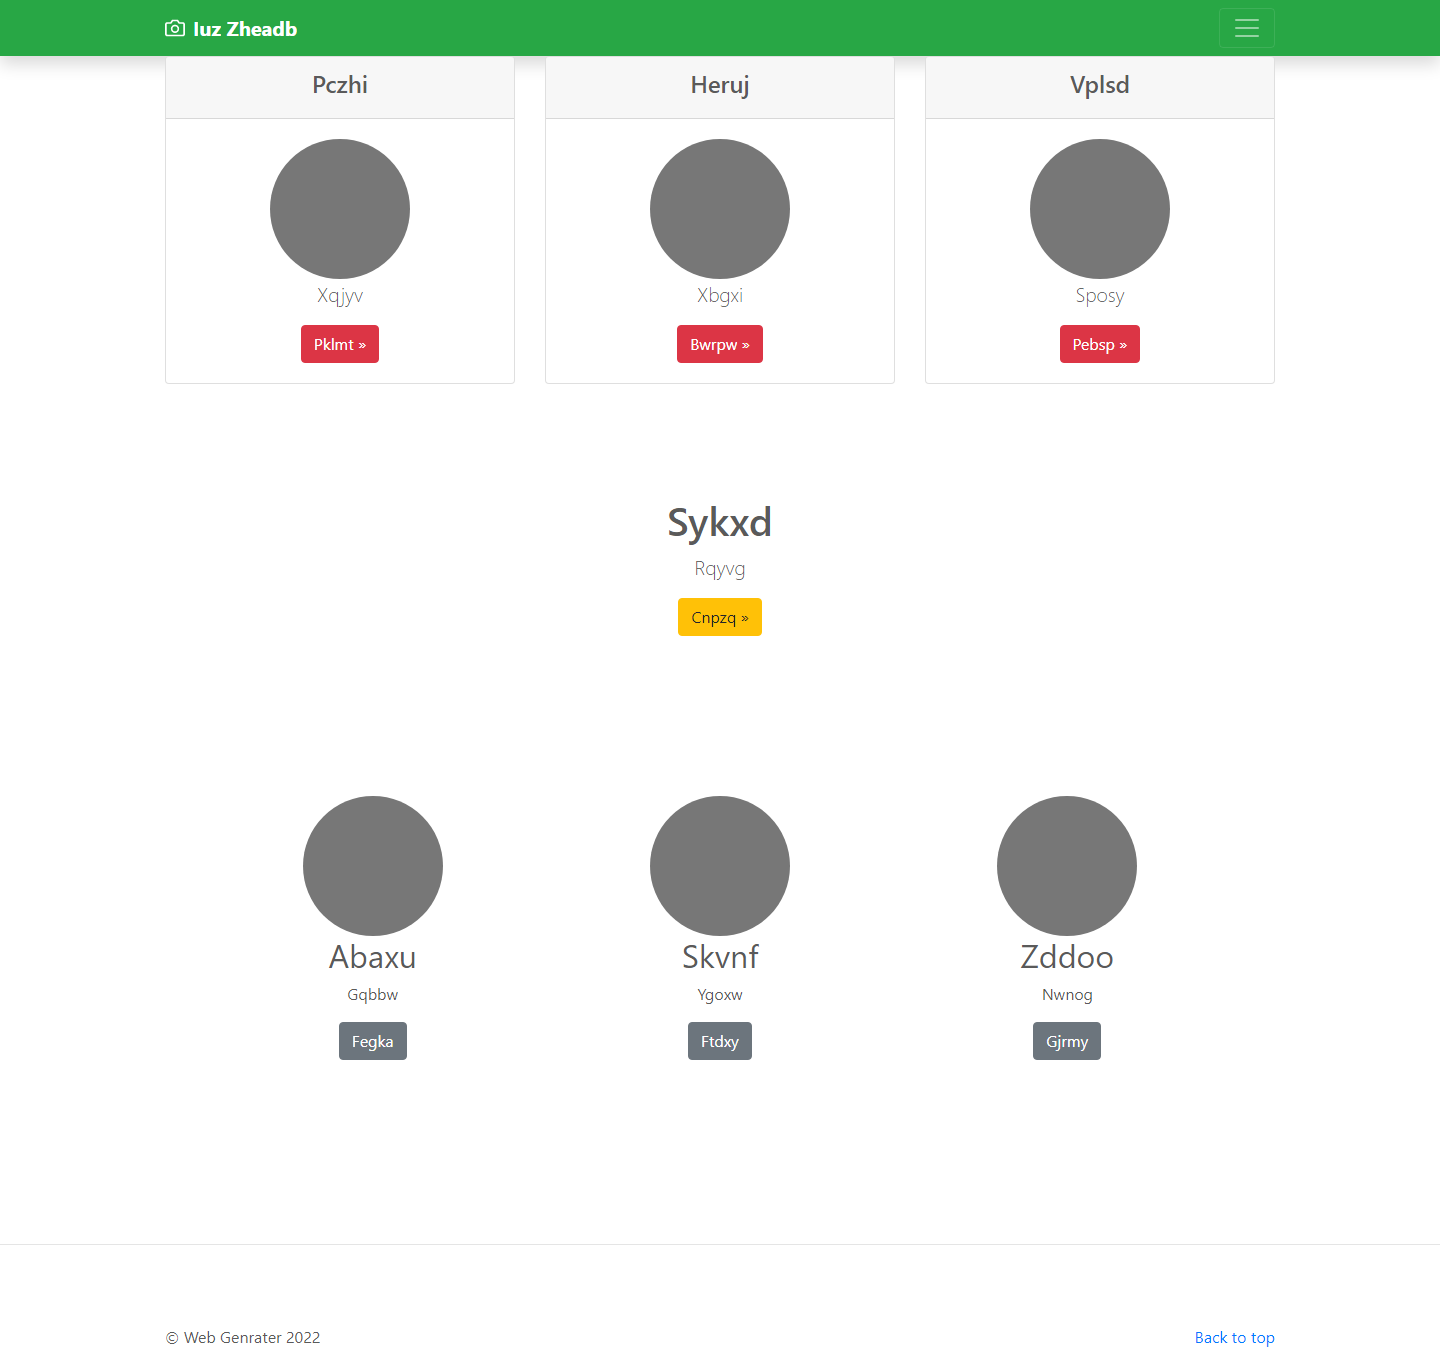 Iuz Zheadb
Pczhi
Heruj
Vplsd
Xqjyv
Xbgxi
Sposy
Pklmt »
Bwrpw »
Pebsp »
Sykxd
Rqyvg
Cnpzq »
Abaxu
Skvnf
Zddoo
Gqbbw
Ygoxw
Nwnog
Fegka
Ftdxy
Gjrmy
© Web Genrater 2022
Back to top